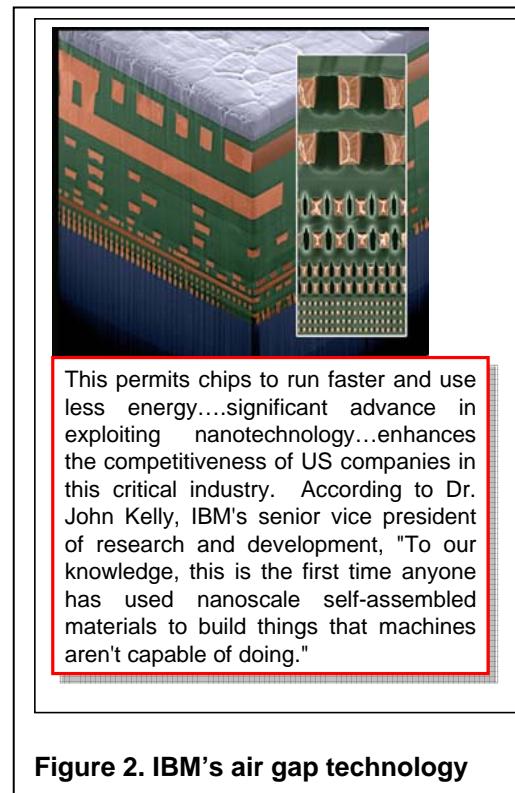 This permits chips to run faster and use
less energy….significant advance in
exploiting nanotechnology…enhances
the competitiveness of US companies in
this critical industry. According to Dr.
John Kelly, IBM's senior vice president
of research and development, "To our
knowledge, this is the first time anyone
has used nanoscale self-assembled
materials to build things that machines
aren't capable of doing."
Figure 2. IBM’s air gap technology